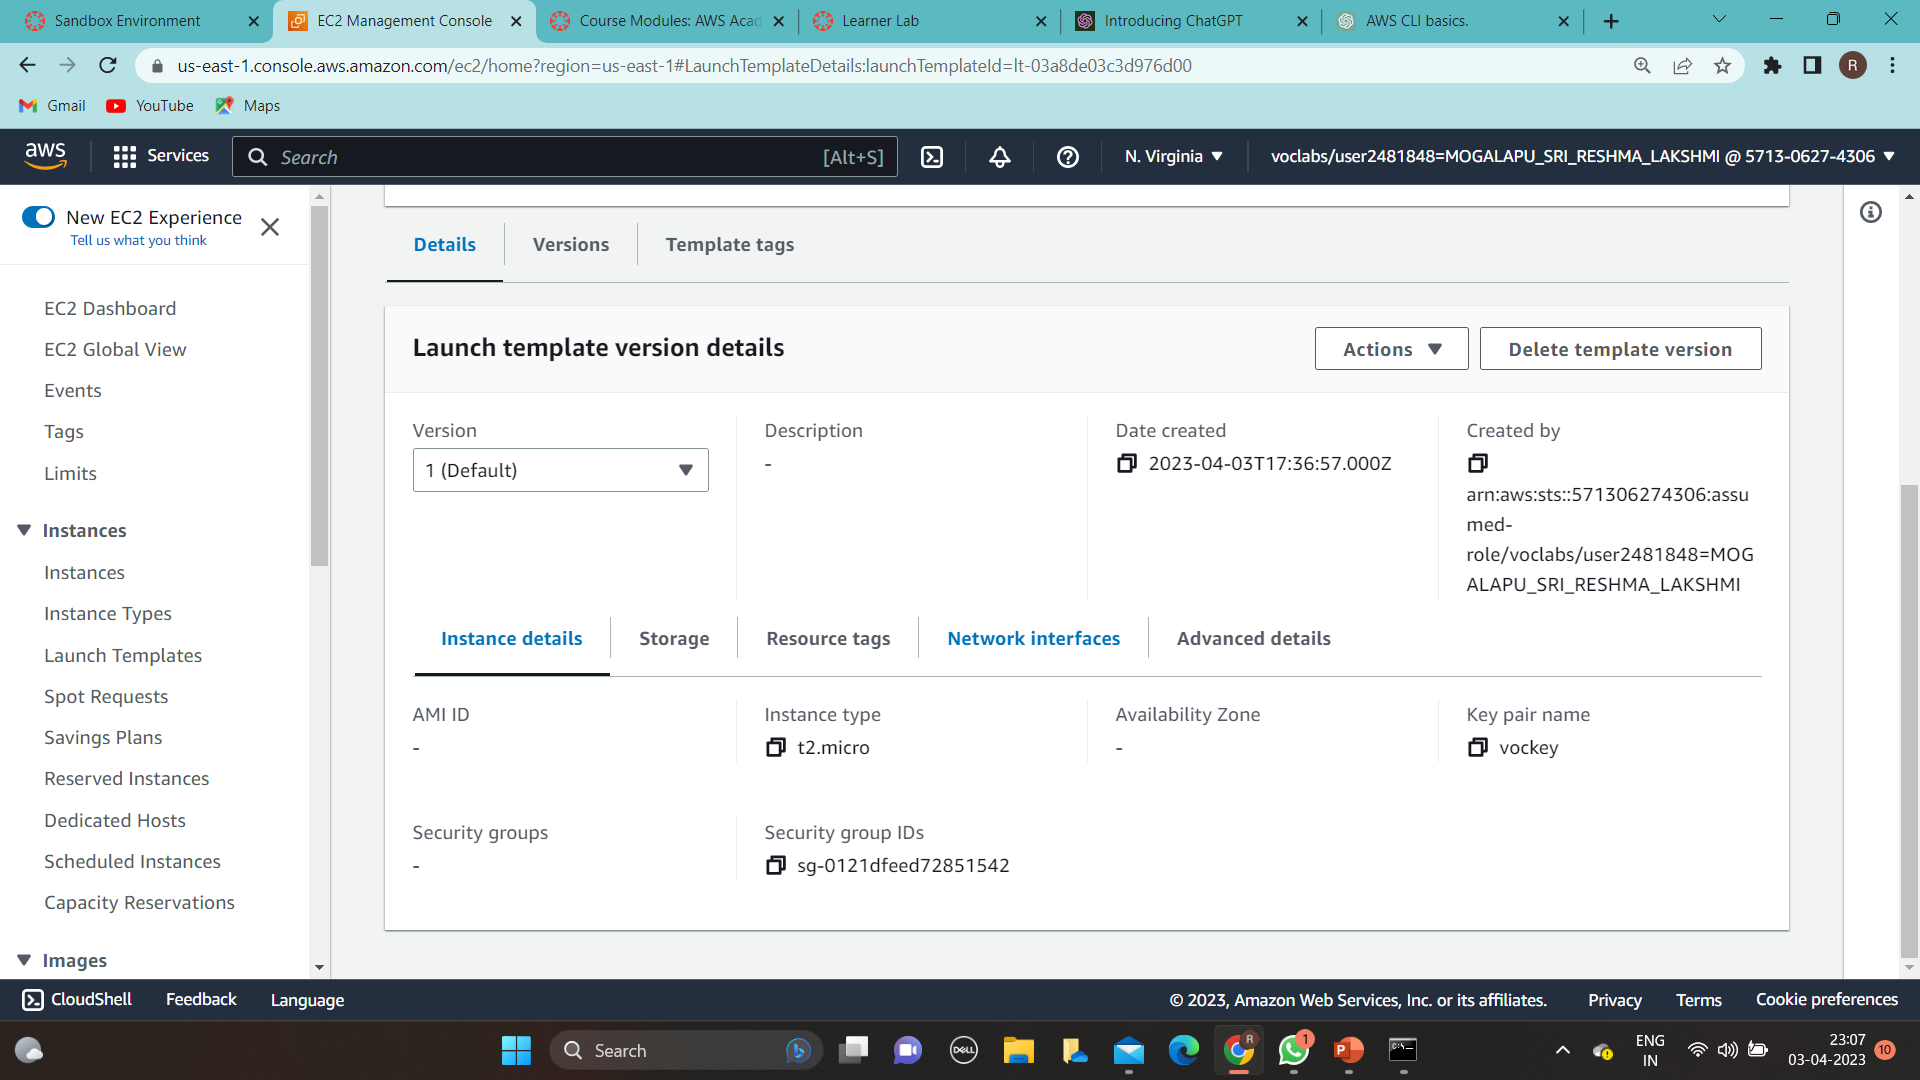 Sandbox Environment
EC2 Management Console
Course Modules: AWS Acad
Learner Lab
Introducing ChatGPT
AWS CLI basics.
us-east-1.console.aws.amazon.com/ec2/home?region=us-east-1#LaunchTemplateDetails:launchTemplateId=lt-03a8de03c3d976d00
R
Gmail
YouTube
Maps
aws
Services
Search
[Alt+S]
N. Virginia
voclabs/user2481848=MOGALAPU_SRI_RESHMA_LAKSHMI @ 5713-0627-4306
New EC2 Experience
Tell us what you think
EC2 Dashboard
EC2 Global View
Events
Tags
Limits
Instances
Instances
Instance Types
Launch Templates
Spot Requests
Savings Plans
Reserved Instances
Dedicated Hosts
Scheduled Instances
Capacity Reservations
Images
Details
Versions
Template tags
Launch template version details
Actions
Delete template version
Version
1 (Default)
Description
-
Date created
2023-04-03T17:36:57.000Z
Created by
arn:aws:sts::571306274306:assu
med-
role/voclabs/user2481848=MOG
ALAPU_SRI_RESHMA_LAKSHMI
Instance details
Storage
Resource tags
Network interfaces
Advanced details
AMI ID
-
Instance type
t2.micro
Availability Zone
-
Key pair name
vockey
Security groups
-
Security group IDs
sg-0121dfeed72851542
CloudShell
Feedback
Language
© 2023, Amazon Web Services, Inc. or its affiliates.
Privacy
Terms
Cookie preferences
Search
DELL
R
1
P
C:\_
ENG
IN
23:07
03-04-2023
10